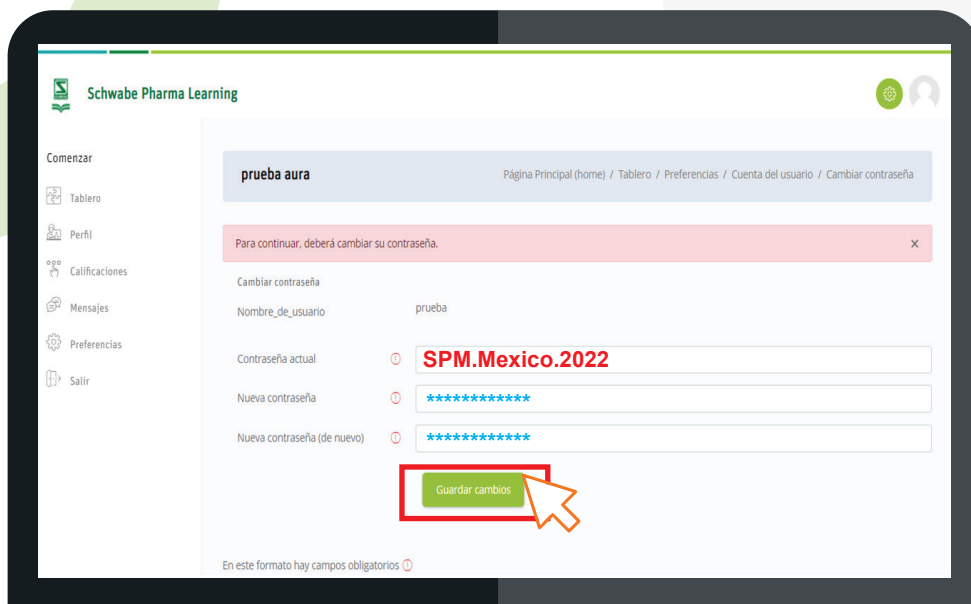 Schwabe Pharma Learning
Comenzar
Tablero
Perfil
Calificaciones
Mensajes
Preferencias
Salir
prueba aura
Página Principal (home) / Tablero / Preferencias / Cuenta del usuario / Cambiar contraseña
Para continuar, deberá cambiar su contraseña. ×
Cambiar contraseña
Nombre_de_usuario prueba
Contraseña actual SPM.Mexico.2022
Nueva contraseña ************
Nueva contraseña (de nuevo) ************
Guardar cambios
En este formato hay campos obligatorios